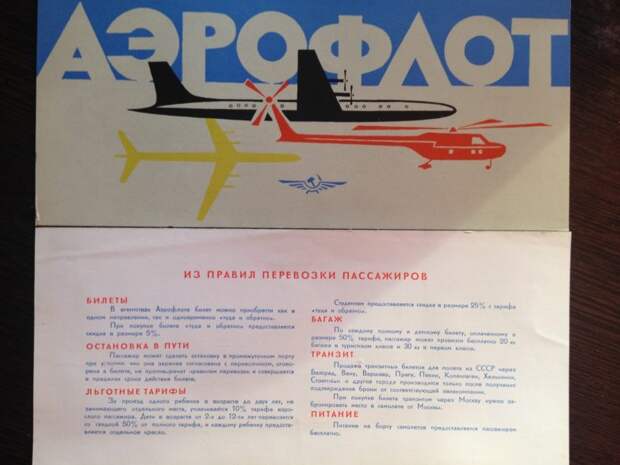 АЭРОФЛОТ
ИЗ ПРАВИЛ ПЕРЕВОЗКИ ПАССАЖИРОВ
БИЛЕТЫ
В агентствах Аэрофлота билет можно приобрести как в
одном направлении, так и одновременно «туда и обратно».
При покупке билета «туда и обратно» предоставляется
скидка в размере 5%.
ОСТАНОВКА В ПУТИ
Пассажир может сделать остановку в промежуточном порту
при условии, что она заранее согласована с перевозчиком, оговорена
в билете, не противоречит правилам перевозки и совершается
в пределах срока действия билета.
ЛЬГОТНЫЕ ТАРИФЫ
За проезд одного ребенка в возрасте до двух лет, не
занимающего отдельного места, уплачивается 10% тарифа взрослого
пассажира. Дети в возрасте от 2-х до 12-ти лет перевозятся
со скидкой 50% от полного тарифа, и каждому ребенку предоставляется
отдельное кресло.
Студентам предоставляется скидка в размере 25% с тарифа
«туда и обратно».
БАГАЖ
По каждому полному и детскому билету, оплаченному в
размере 50% тарифа, пассажир может провезти бесплатно 20 кг
багажа в туристском классе и 30 кг в первом классе.
ТРАНЗИТ
Продажа транзитных билетов для полета из СССР через
Белград, Вену, Варшаву, Прагу, Париж, Копенгаген, Хельсинки,
Стокгольм и другие города производится только после получения
подтверждения брони от соответствующей авиакомпании.
При покупке билета транзитом через Москву нужно забронировать
место в самолете от Москвы.
ПИТАНИЕ
Питание на борту самолетов предоставляется пассажирам
бесплатно.